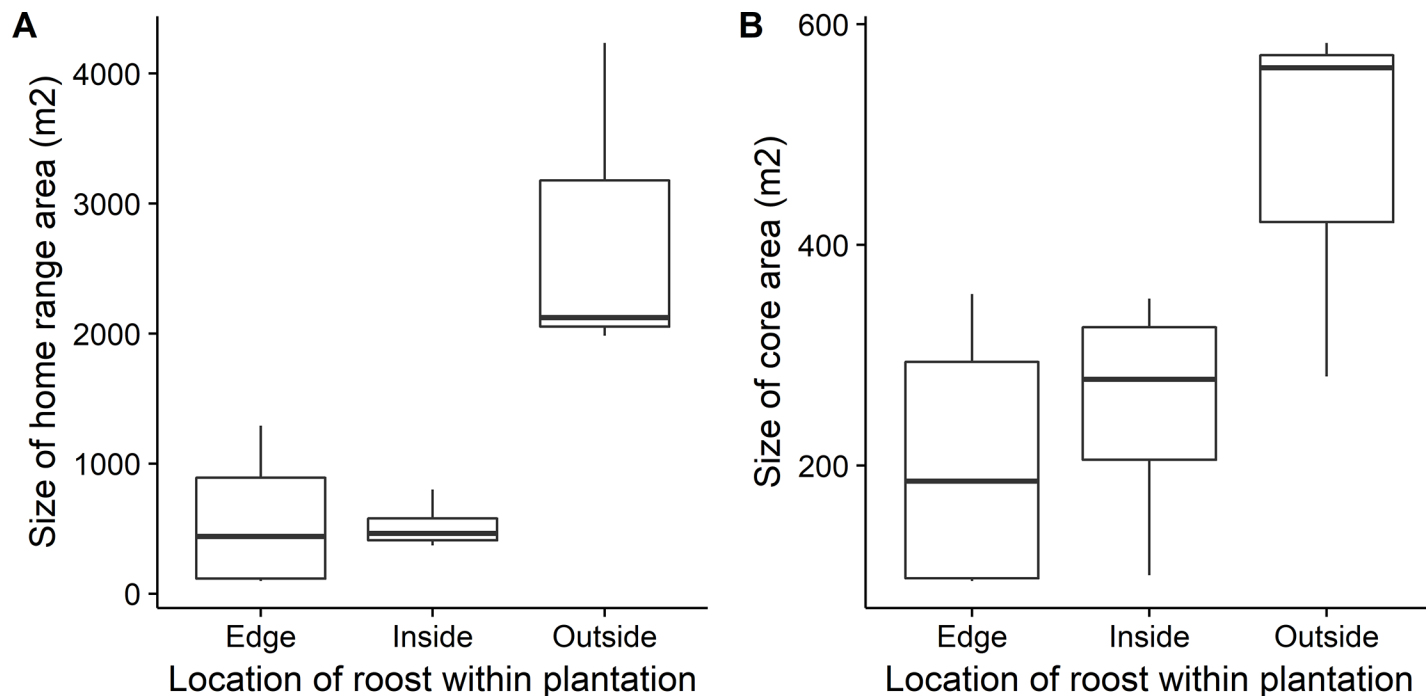 A
Size of home range area (m2)
4000
3000
2000
1000
0
Edge Inside Outside
Location of roost within plantation
B
Size of core area (m2)
600
400
200
Edge Inside Outside
Location of roost within plantation